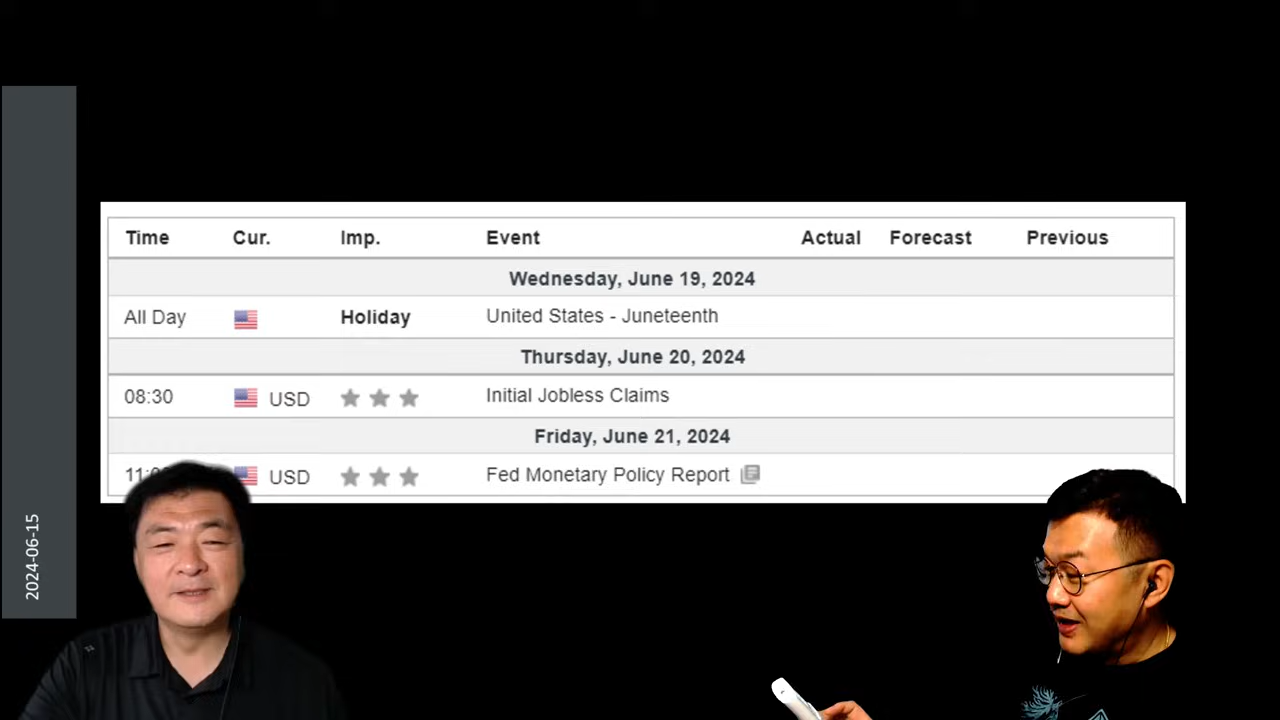 Time Cur. Imp. Event Actual Forecast Previous
Wednesday, June 19, 2024
All Day Holiday United States - Juneteenth
Thursday, June 20, 2024
08:30 USD Initial Jobless Claims
Friday, June 21, 2024
USD Fed Monetary Policy Report
2024-06-15